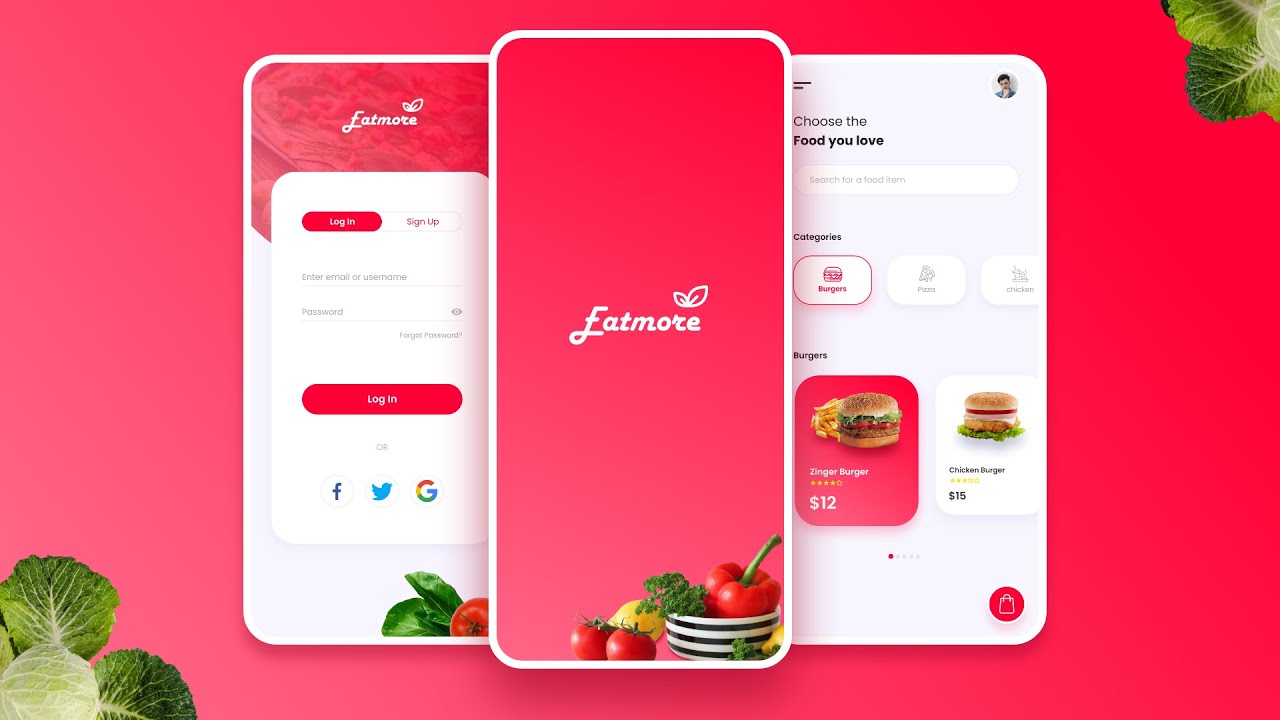 Eatmore
Log In
Sign Up
Enter email or username
Password
Forgot Password?
Log In
OR
Eatmore
Choose the
Food you love
Search for a food item
Categories
Burgers
Pizza
chicken
Burgers
Zinger Burger
$12
Chicken Burger
$15